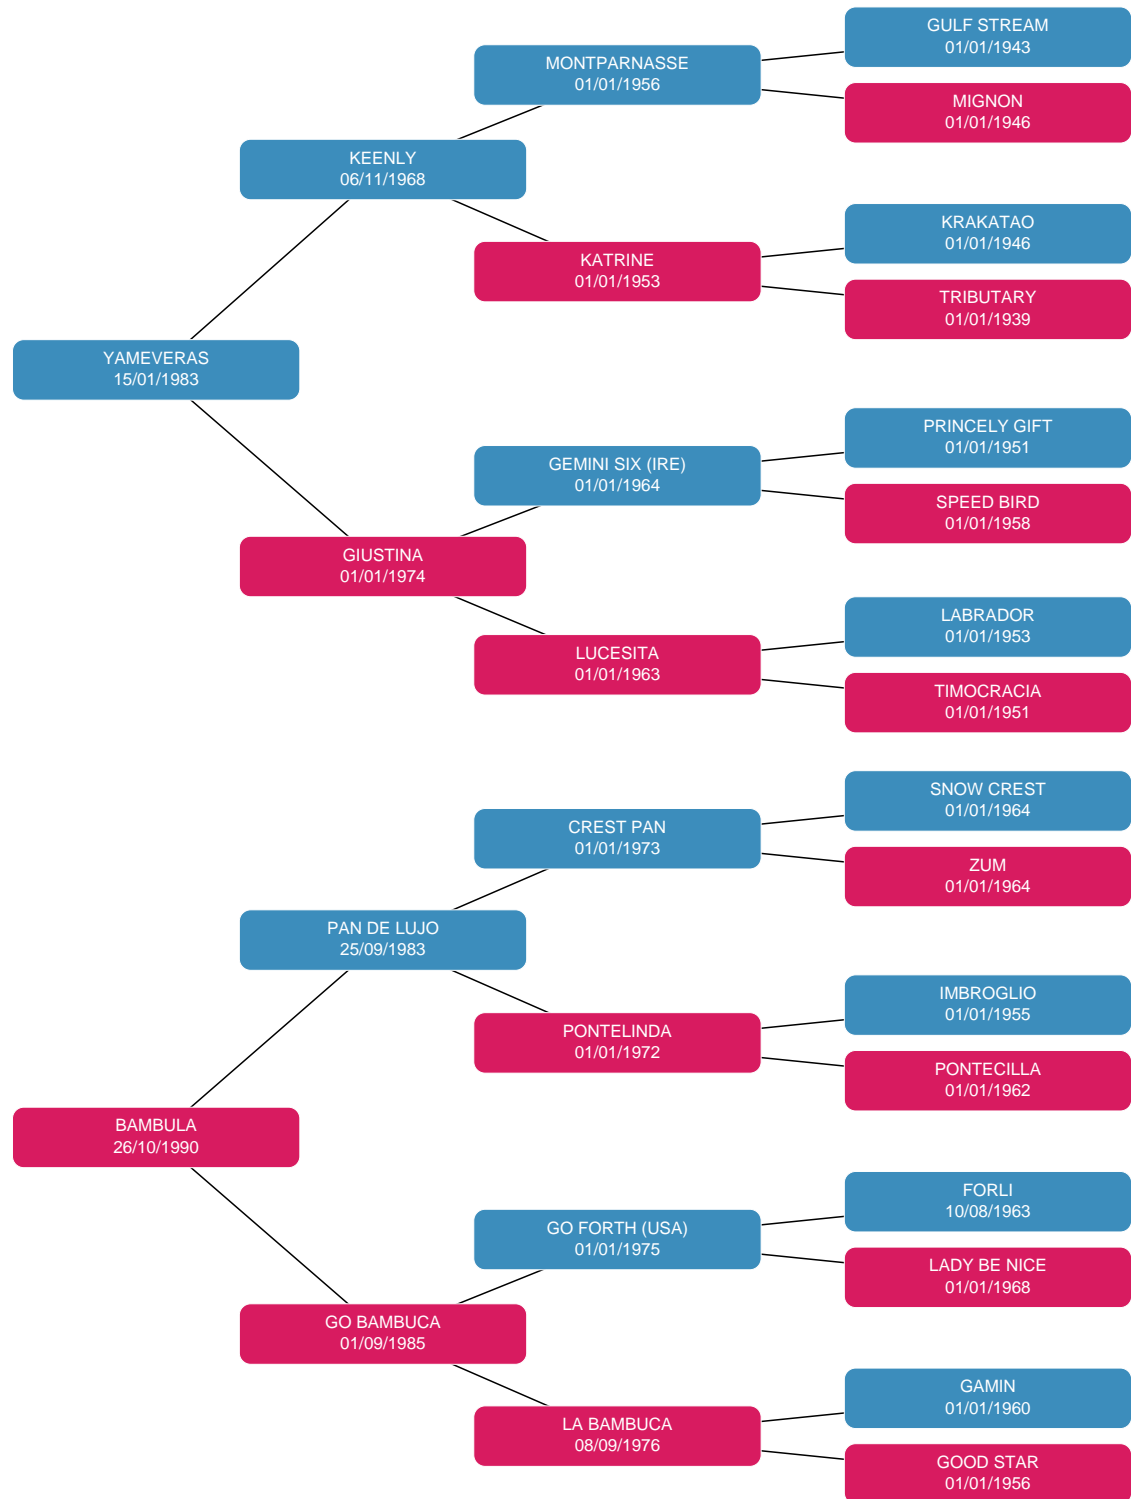 GULF STREAM
01/01/1943
MONTPARNASSE
01/01/1956
MIGNON
01/01/1946
KEENLY
06/11/1968
KRAKATAO
01/01/1946
KATRINE
01/01/1953
TRIBUTARY
01/01/1939
YAMEVERAS
15/01/1983
PRINCELY GIFT
01/01/1951
GEMINI SIX (IRE)
01/01/1964
SPEED BIRD
01/01/1958
GIUSTINA
01/01/1974
LABRADOR
01/01/1953
LUCESITA
01/01/1963
TIMOCRACIA
01/01/1951
SNOW CREST
01/01/1964
CREST PAN
01/01/1973
ZUM
01/01/1964
PAN DE LUJO
25/09/1983
IMBROGLIO
01/01/1955
PONTELINDA
01/01/1972
PONTECILLA
01/01/1962
BAMBULA
26/10/1990
FORLI
10/08/1963
GO FORTH (USA)
01/01/1975
LADY BE NICE
01/01/1968
GO BAMBUCA
01/09/1985
GAMIN
01/01/1960
LA BAMBUCA
08/09/1976
GOOD STAR
01/01/1956